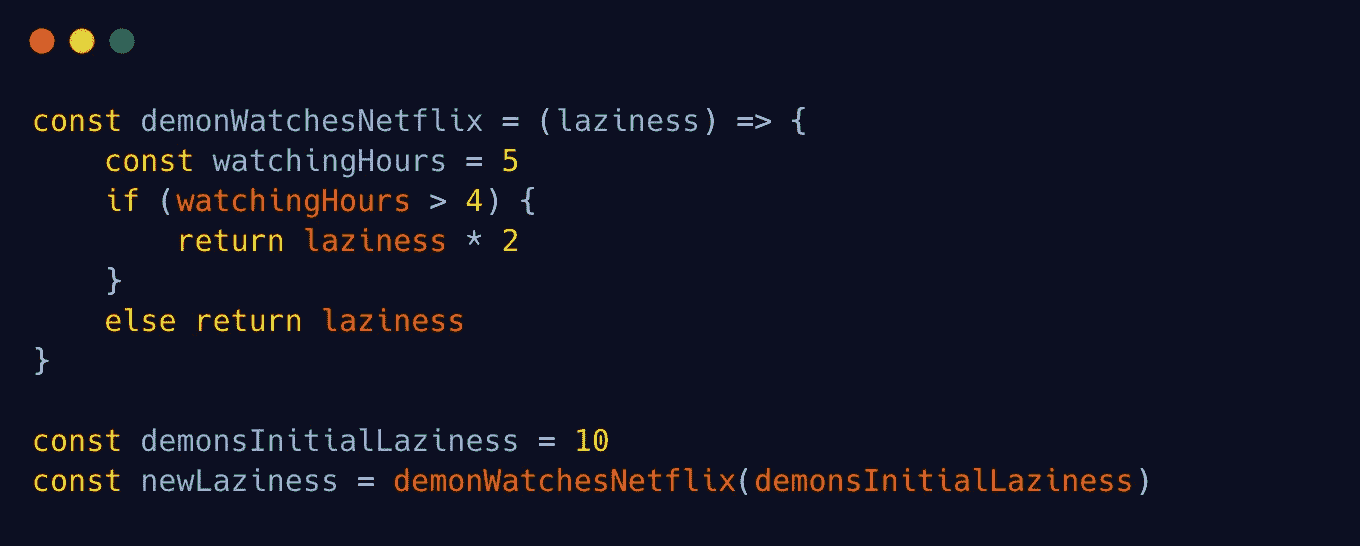 const demonWatchesNetflix = (laziness) => {
    const watchingHours = 5
    if (watchingHours > 4) {
        return laziness * 2
    }
    else return laziness
}

const demonsInitialLaziness = 10
const newLaziness = demonWatchesNetflix(demonsInitialLaziness)